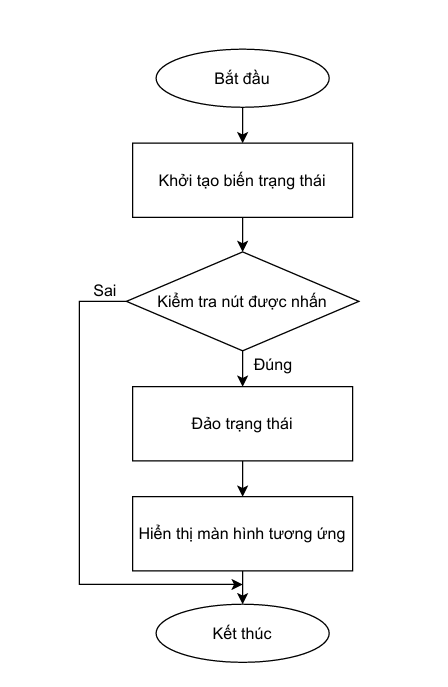 Bắt đầu
Khởi tạo biến trạng thái
Sai
Kiểm tra nút được nhấn
Đúng
Đảo trạng thái
Hiển thị màn hình tương ứng
Kết thúc